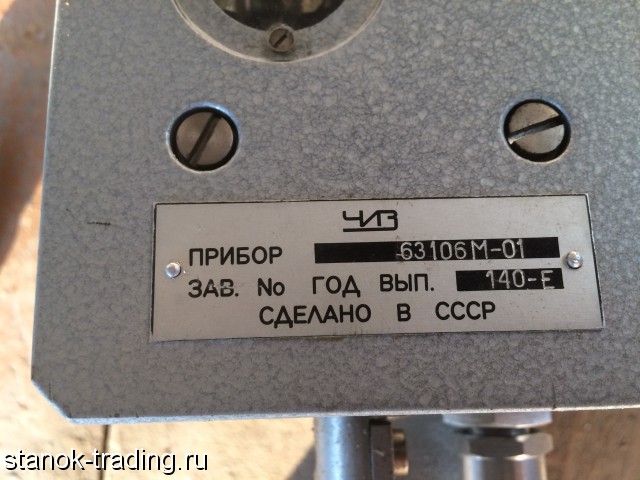 ЧИЗ
ПРИБОР 63106М-01
ЗАВ. No ГОД ВЫП. 140-Е
СДЕЛАНО В СССР
stanok-trading.ru